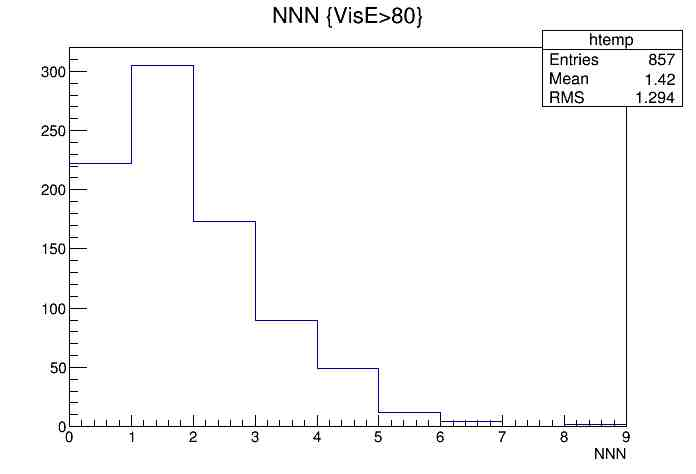 NNN {VisE>80}
htemp
Entries 857
Mean 1.42
RMS 1.294
300
250
200
150
100
50
0
0 1 2 3 4 5 6 7 8 9
NNN